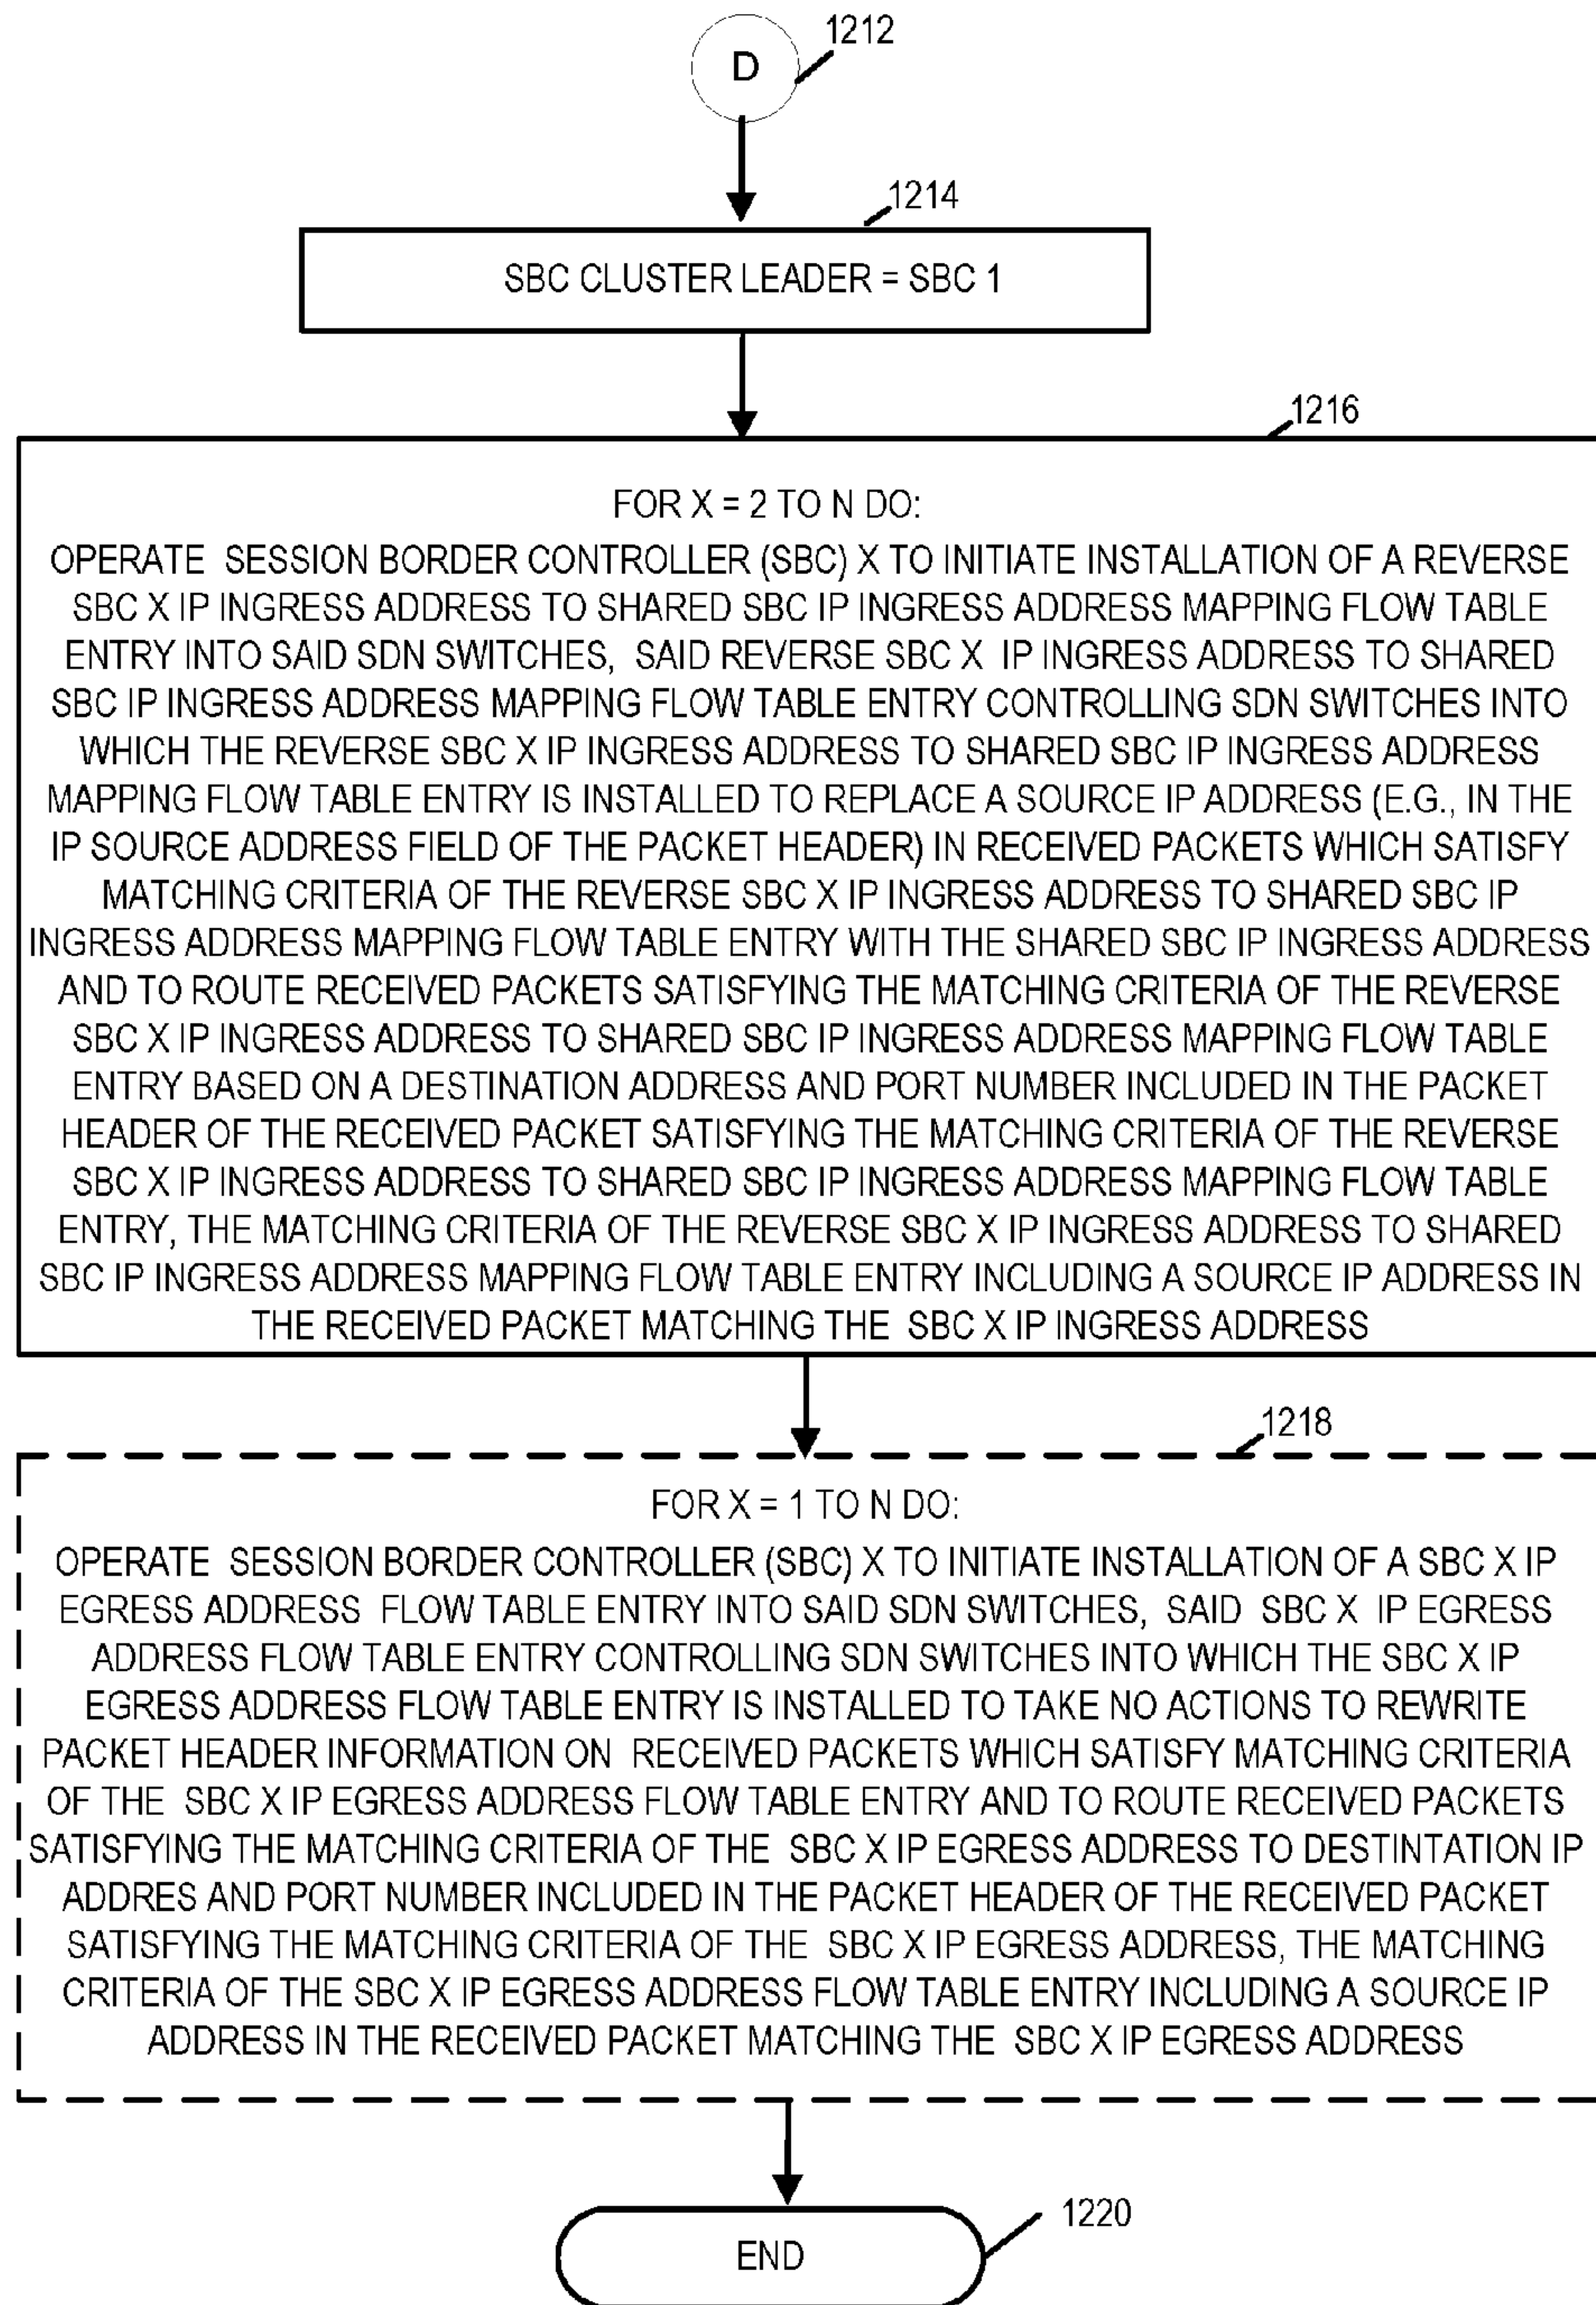 1212
D
1214
SBC CLUSTER LEADER = SBC 1
1216
FOR X = 2 TO N DO:
OPERATE SESSION BORDER CONTROLLER (SBC) X TO INITIATE INSTALLATION OF A REVERSE
SBC X IP INGRESS ADDRESS TO SHARED SBC IP INGRESS ADDRESS MAPPING FLOW TABLE
ENTRY INTO SAID SDN SWITCHES, SAID REVERSE SBC X IP INGRESS ADDRESS TO SHARED
SBC IP INGRESS ADDRESS MAPPING FLOW TABLE ENTRY CONTROLLING SDN SWITCHES INTO
WHICH THE REVERSE SBC X IP INGRESS ADDRESS TO SHARED SBC IP INGRESS ADDRESS
MAPPING FLOW TABLE ENTRY IS INSTALLED TO REPLACE A SOURCE IP ADDRESS (E.G., IN THE
IP SOURCE ADDRESS FIELD OF THE PACKET HEADER) IN RECEIVED PACKETS WHICH SATISFY
MATCHING CRITERIA OF THE REVERSE SBC X IP INGRESS ADDRESS TO SHARED SBC IP
INGRESS ADDRESS MAPPING FLOW TABLE ENTRY WITH THE SHARED SBC IP INGRESS ADDRESS
AND TO ROUTE RECEIVED PACKETS SATISFYING THE MATCHING CRITERIA OF THE REVERSE
SBC X IP INGRESS ADDRESS TO SHARED SBC IP INGRESS ADDRESS MAPPING FLOW TABLE
ENTRY BASED ON A DESTINATION ADDRESS AND PORT NUMBER INCLUDED IN THE PACKET
HEADER OF THE RECEIVED PACKET SATISFYING THE MATCHING CRITERIA OF THE REVERSE
SBC X IP INGRESS ADDRESS TO SHARED SBC IP INGRESS ADDRESS MAPPING FLOW TABLE
ENTRY, THE MATCHING CRITERIA OF THE REVERSE SBC X IP INGRESS ADDRESS TO SHARED
SBC IP INGRESS ADDRESS MAPPING FLOW TABLE ENTRY INCLUDING A SOURCE IP ADDRESS IN
THE RECEIVED PACKET MATCHING THE SBC X IP INGRESS ADDRESS
1218
FOR X = 1 TO N DO:
OPERATE SESSION BORDER CONTROLLER (SBC) X TO INITIATE INSTALLATION OF A SBC X IP
EGRESS ADDRESS FLOW TABLE ENTRY INTO SAID SDN SWITCHES, SAID SBC X IP EGRESS
ADDRESS FLOW TABLE ENTRY CONTROLLING SDN SWITCHES INTO WHICH THE SBC X IP
EGRESS ADDRESS FLOW TABLE ENTRY IS INSTALLED TO TAKE NO ACTIONS TO REWRITE
PACKET HEADER INFORMATION ON RECEIVED PACKETS WHICH SATISFY MATCHING CRITERIA
OF THE SBC X IP EGRESS ADDRESS FLOW TABLE ENTRY AND TO ROUTE RECEIVED PACKETS
SATISFYING THE MATCHING CRITERIA OF THE SBC X IP EGRESS ADDRESS TO DESTINTATION IP
ADDRES AND PORT NUMBER INCLUDED IN THE PACKET HEADER OF THE RECEIVED PACKET
SATISFYING THE MATCHING CRITERIA OF THE SBC X IP EGRESS ADDRESS, THE MATCHING
CRITERIA OF THE SBC X IP EGRESS ADDRESS FLOW TABLE ENTRY INCLUDING A SOURCE IP
ADDRESS IN THE RECEIVED PACKET MATCHING THE SBC X IP EGRESS ADDRESS
1220
END